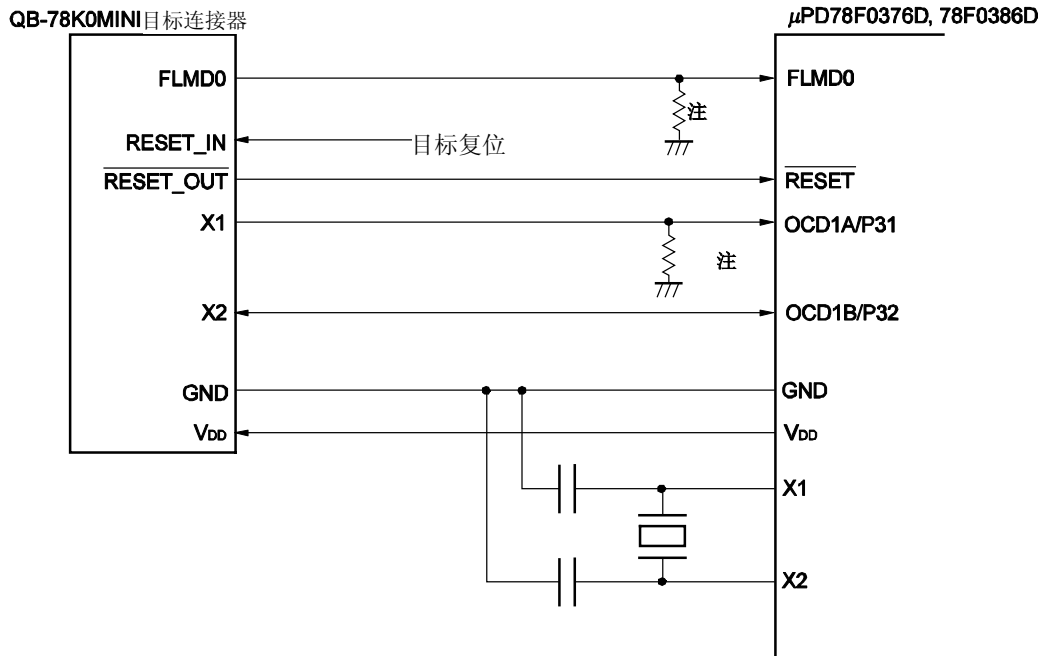 QB-78K0MINI目标连接器
μPD78F0376D, 78F0386D
FLMD0
FLMD0
注
RESET_IN
目标复位
RESET_OUT
RESET
X1
OCD1A/P31
注
X2
OCD1B/P32
GND
GND
VDD
VDD
X1
X2